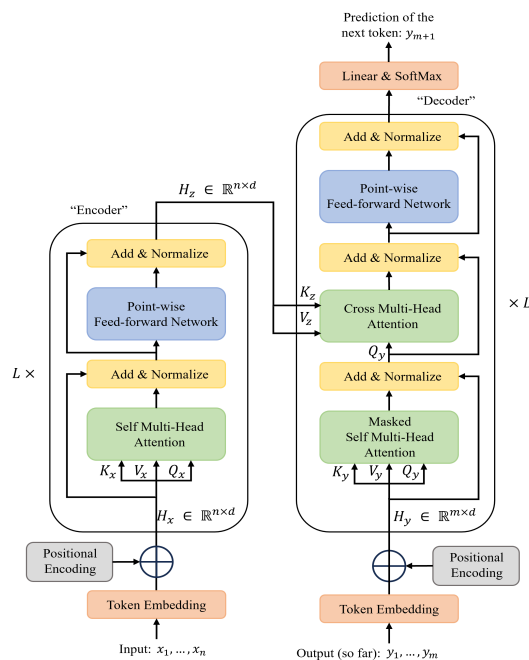 Prediction of the
next token: y_{m+1}
Linear & SoftMax
"Decoder"
Add & Normalize
Point-wise
Feed-forward Network
Add & Normalize
K_z
V_z
Cross Multi-Head
Attention
× L
Q_y
Add & Normalize
Masked
Self Multi-Head
Attention
K_y V_y Q_y
H_y ∈ ℝ^{m×d}
Positional
Encoding
Token Embedding
Output (so far): y_1, ..., y_m
H_z ∈ ℝ^{n×d}
"Encoder"
Add & Normalize
Point-wise
Feed-forward Network
L ×
Add & Normalize
Self Multi-Head
Attention
K_x V_x Q_x
H_x ∈ ℝ^{n×d}
Positional
Encoding
Token Embedding
Input: x_1, ..., x_n